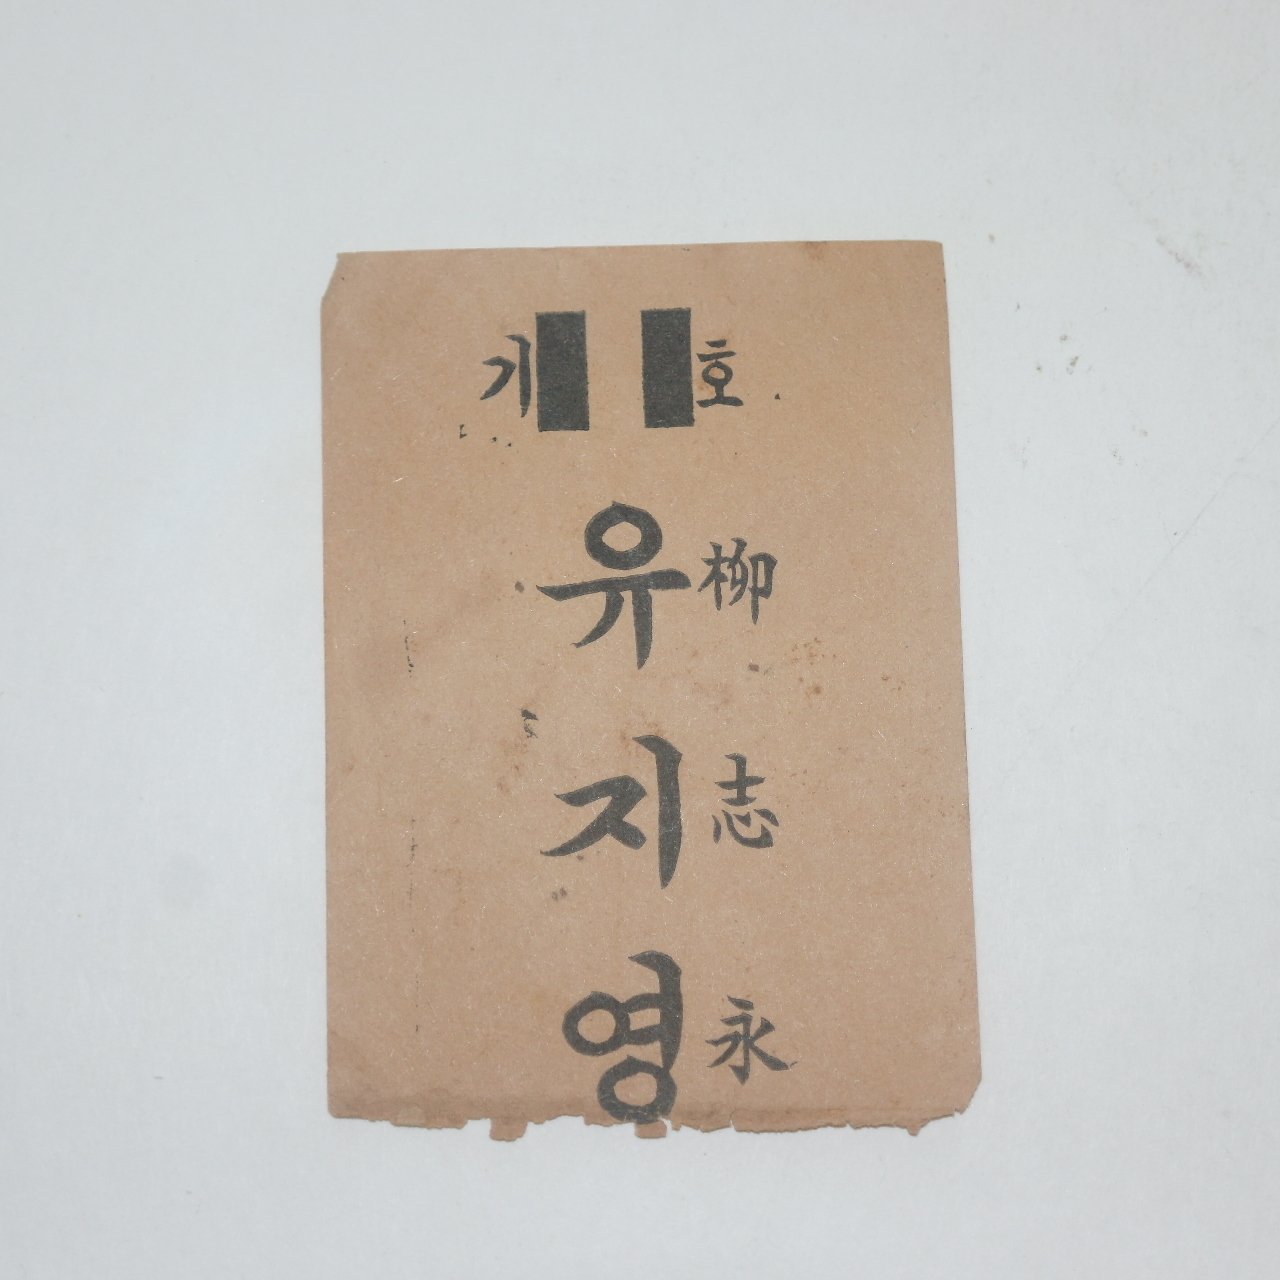 기 II 호
유 柳
지 志
영 永